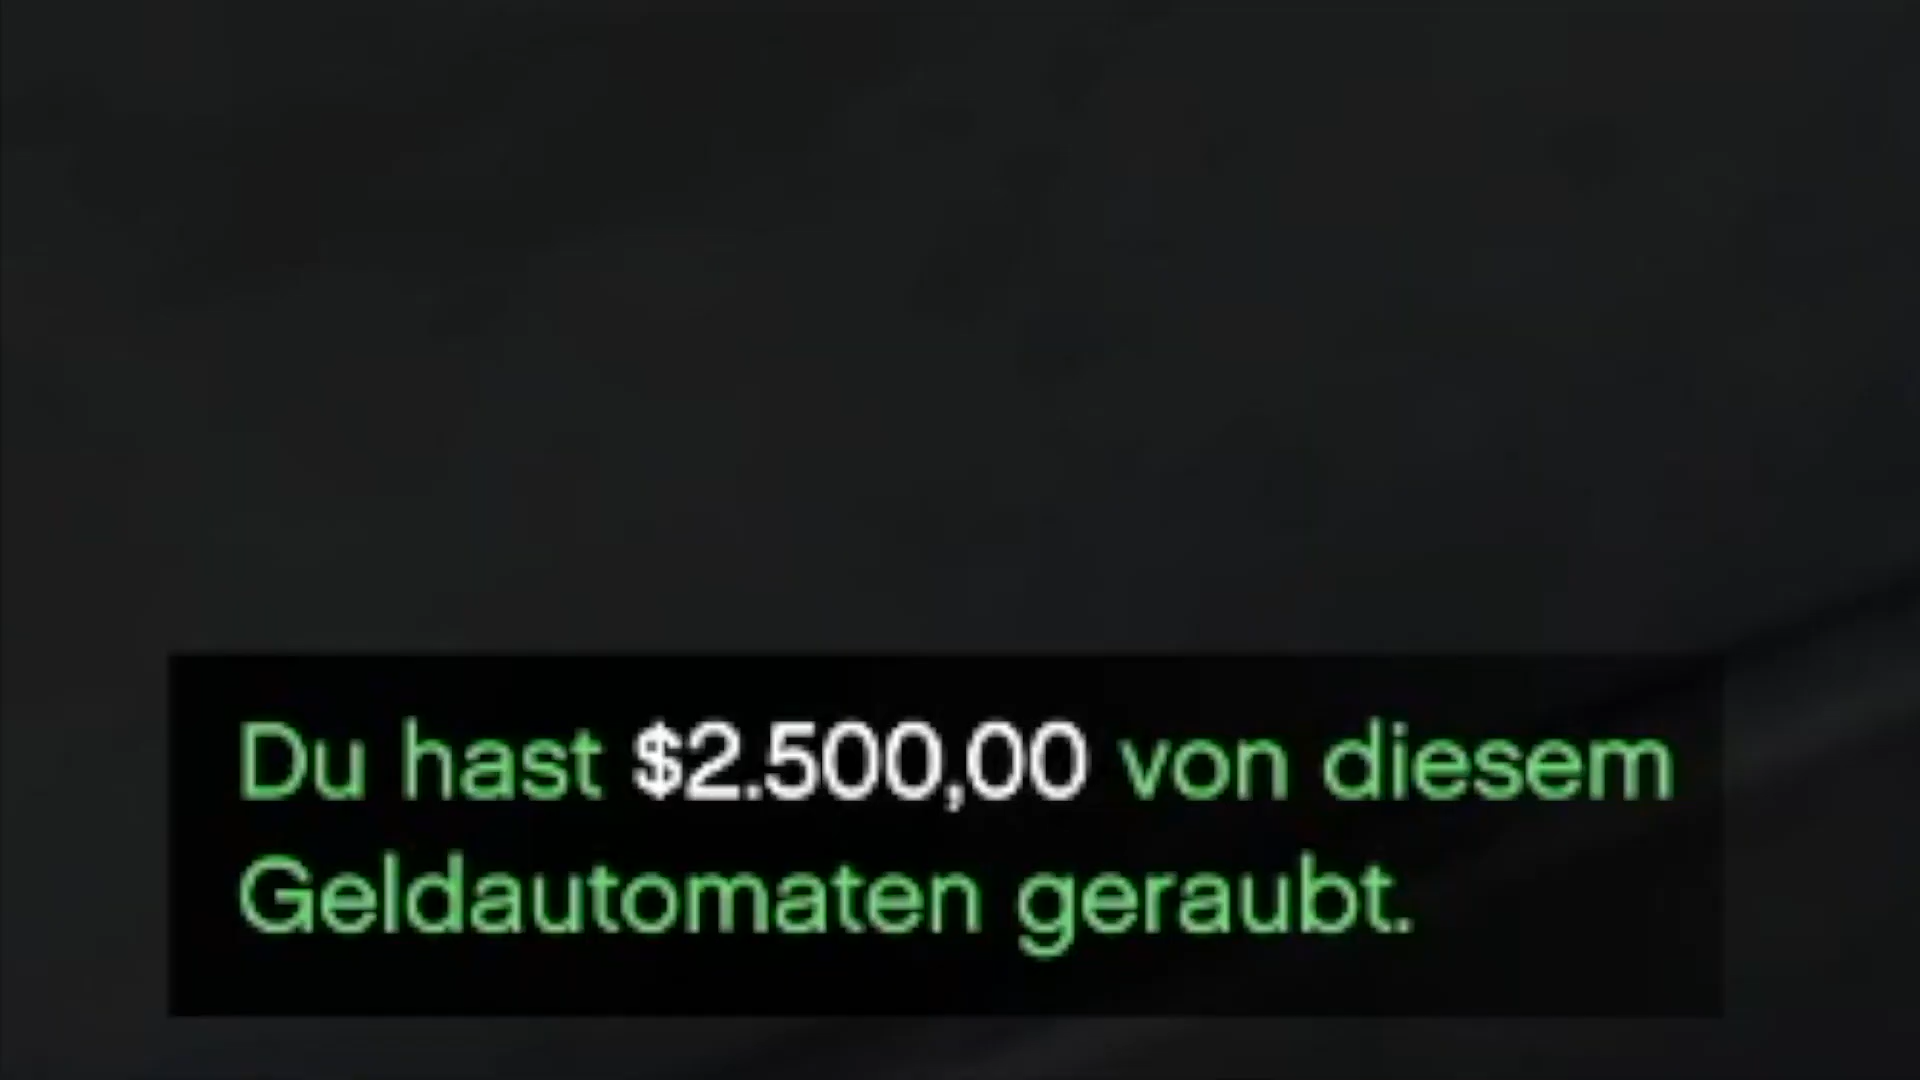 Du hast $2.500,00 von diesem
Geldautomaten geraubt.